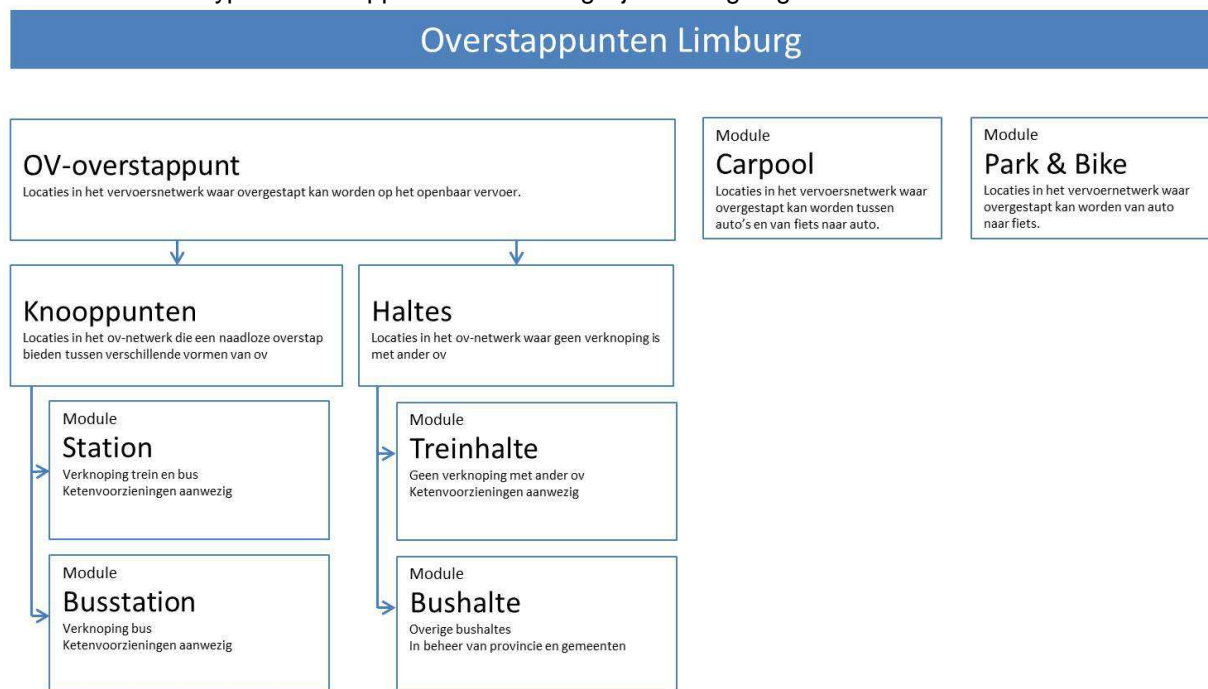 Overstappunten Limburg
OV-overstappunt
Locaties in het vervoersnetwerk waar overgestapt kan worden op het openbaar vervoer.
Module
Carpool
Locaties in het vervoersnetwerk waar
overgestapt kan worden tussen
auto's en van fiets naar auto.
Module
Park & Bike
Locaties in het vervoernetwerk waar
overgestapt kan worden van auto
naar fiets.
Knooppunten
Locaties in het ov-netwerk die een naadloze overstap
bieden tussen verschillende vormen van ov
Haltes
Locaties in het ov-netwerk waar geen verknoping is
met ander ov
Module
Station
Verknoping trein en bus
Ketenvoorzieningen aanwezig
Module
Treinhalte
Geen verknoping met ander ov
Ketenvoorzieningen aanwezig
Module
Busstation
Verknoping bus
Ketenvoorzieningen aanwezig
Module
Bushalte
Overige bushaltes
In beheer van provincie en gemeenten